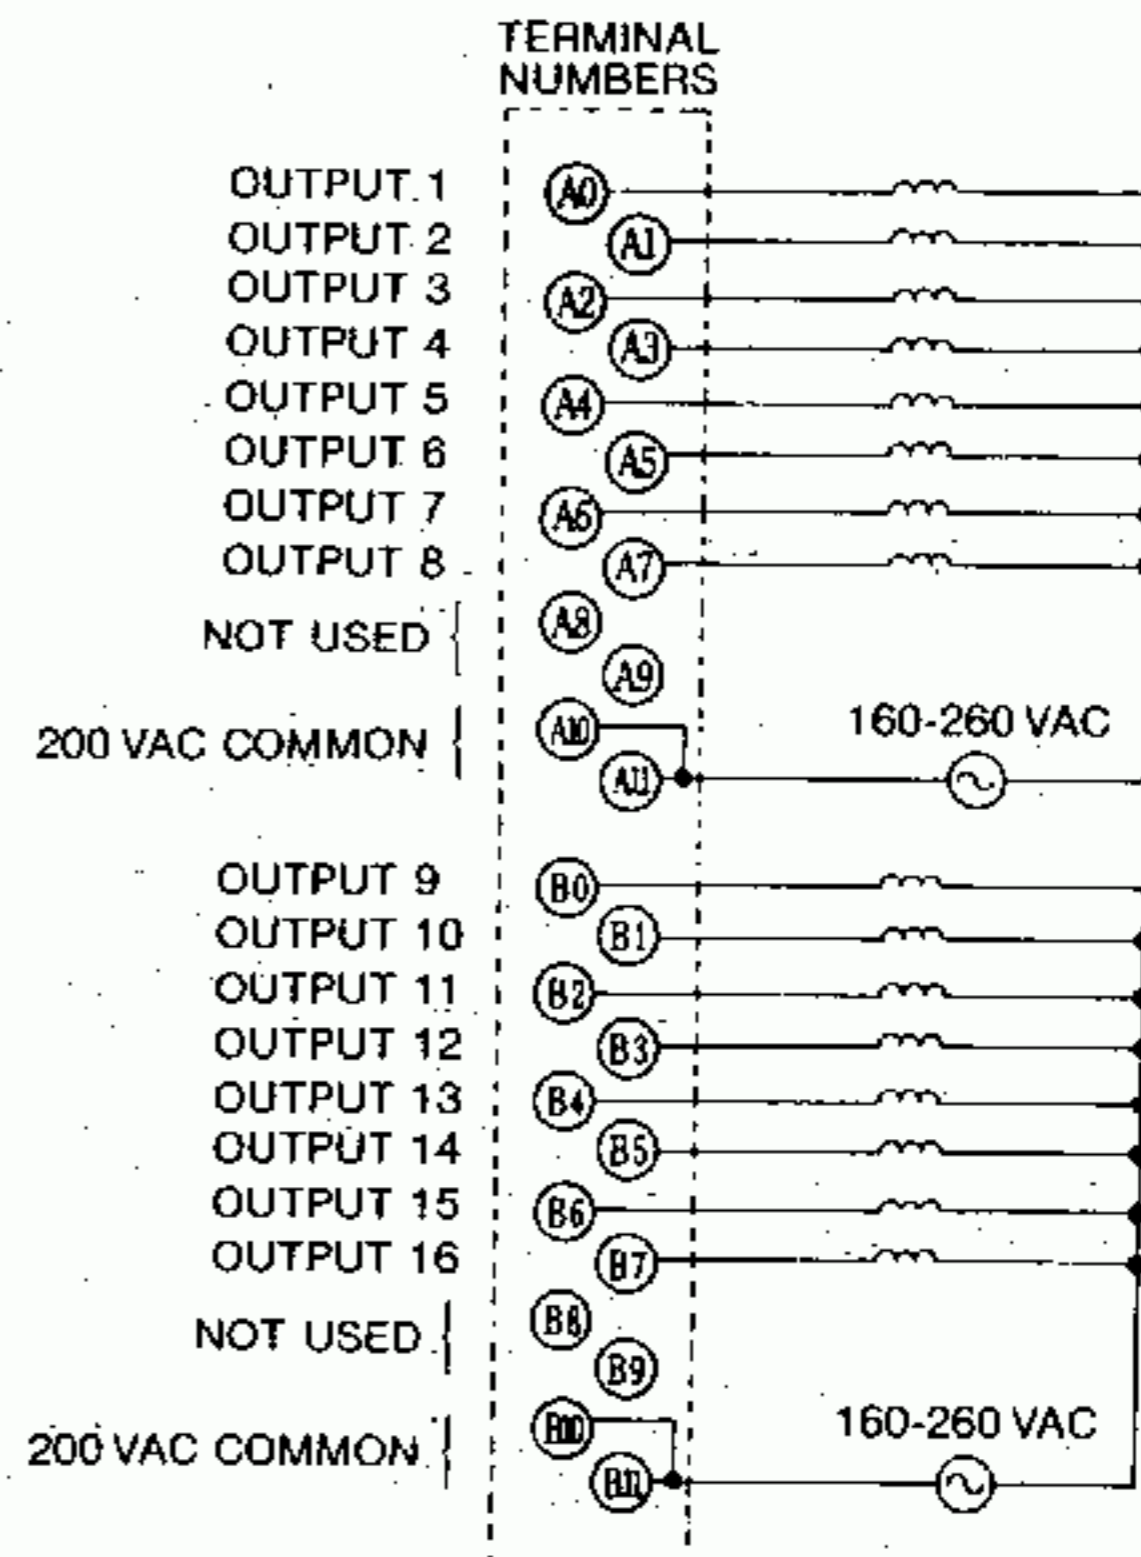 TERMINAL
NUMBERS
OUTPUT 1 A0
OUTPUT 2 A1
OUTPUT 3 A2
OUTPUT 4 A3
OUTPUT 5 A4
OUTPUT 6 A5
OUTPUT 7 A6
OUTPUT 8 A7
NOT USED A8
A9
200 VAC COMMON A10 160-260 VAC
A11
OUTPUT 9 B0
OUTPUT 10 B1
OUTPUT 11 B2
OUTPUT 12 B3
OUTPUT 13 B4
OUTPUT 14 B5
OUTPUT 15 B6
OUTPUT 16 B7
NOT USED B8
B9
200 VAC COMMON B10 160-260 VAC
B11